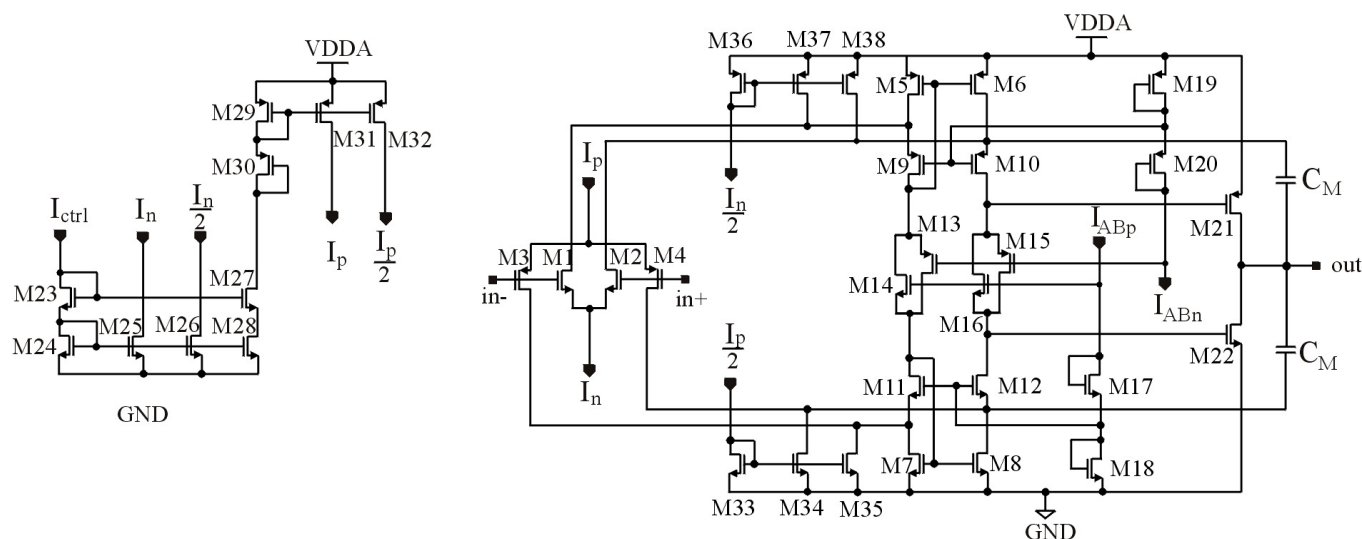 VDDA
M29
M31
M32
M30
I_ctrl
I_n
I_n/2
I_p
I_p/2
M23
M27
M24
M25
M26
M28
GND
VDDA
M36
M37
M38
M5
M6
M19
I_n/2
I_p
M9
M10
M20
C_M
M13
M15
I_ABp
M21
M3
M1
M2
M4
in-
in+
M14
M16
out
I_ABn
M22
I_n
I_p/2
M11
M12
M17
C_M
M7
M8
M18
M33
M34
M35
GND